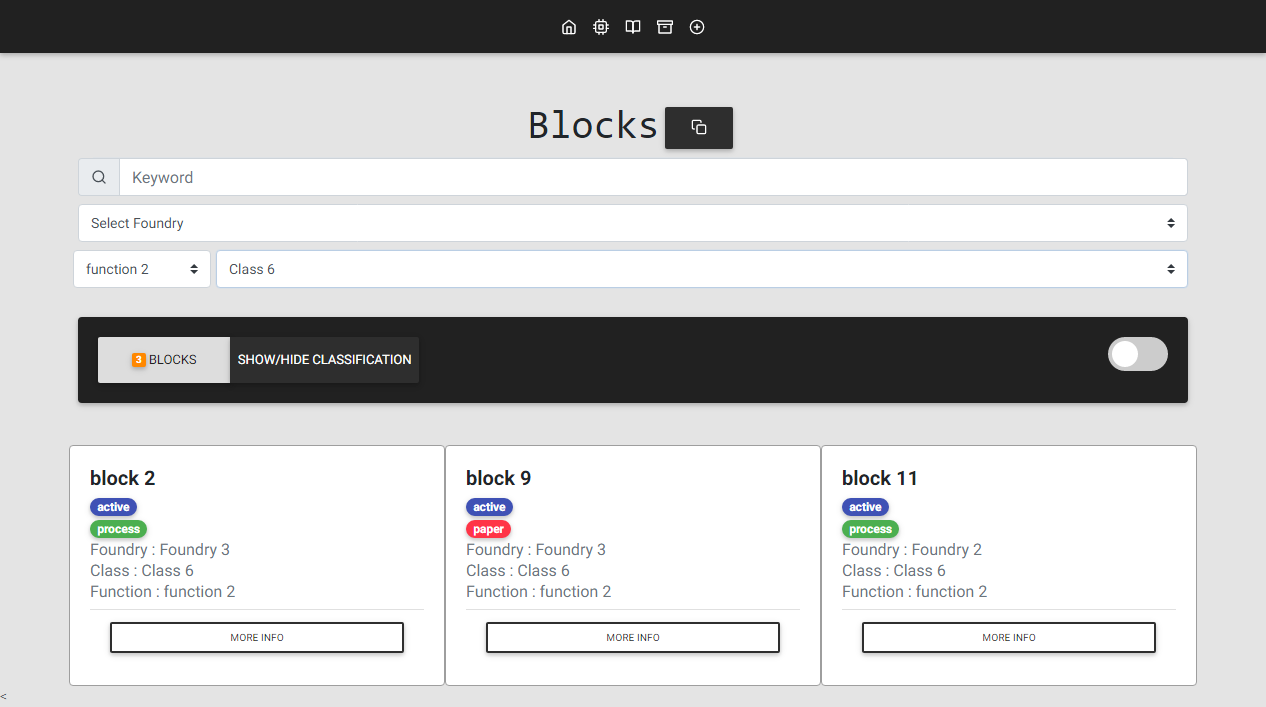 Blocks
Keyword
Select Foundry
function 2 Class 6
3 BLOCKS SHOW/HIDE CLASSIFICATION
block 2
active
process
Foundry : Foundry 3
Class : Class 6
Function : function 2
MORE INFO
block 9
active
paper
Foundry : Foundry 3
Class : Class 6
Function : function 2
MORE INFO
block 11
active
process
Foundry : Foundry 2
Class : Class 6
Function : function 2
MORE INFO
<